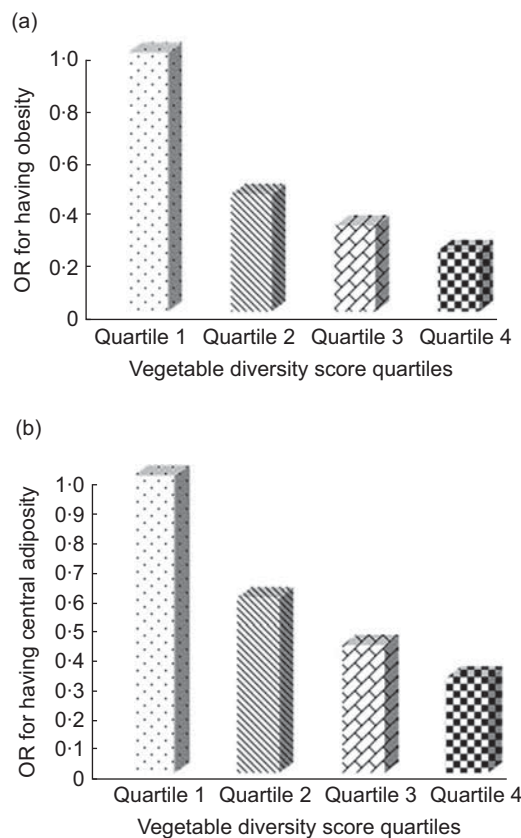 (a)
OR for having obesity
1·0
0·8
0·6
0·4
0·2
0
Quartile 1 Quartile 2 Quartile 3 Quartile 4
Vegetable diversity score quartiles
(b)
OR for having central adiposity
1·0
0·9
0·8
0·7
0·6
0·5
0·4
0·3
0·2
0·1
0
Quartile 1 Quartile 2 Quartile 3 Quartile 4
Vegetable diversity score quartiles